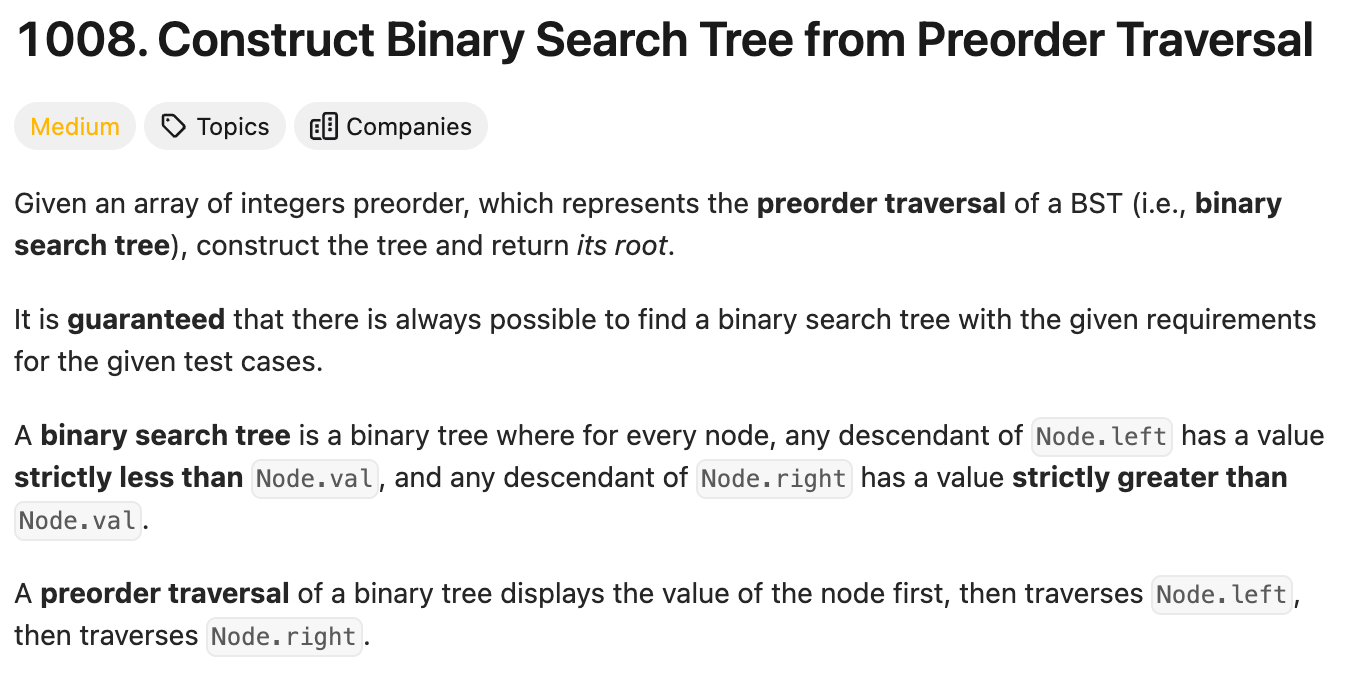 1008. Construct Binary Search Tree from Preorder Traversal
Medium Topics Companies
Given an array of integers preorder, which represents the preorder traversal of a BST (i.e., binary
search tree), construct the tree and return its root.
It is guaranteed that there is always possible to find a binary search tree with the given requirements
for the given test cases.
A binary search tree is a binary tree where for every node, any descendant of Node.left has a value
strictly less than Node.val, and any descendant of Node.right has a value strictly greater than
Node.val.
A preorder traversal of a binary tree displays the value of the node first, then traverses Node.left,
then traverses Node.right.